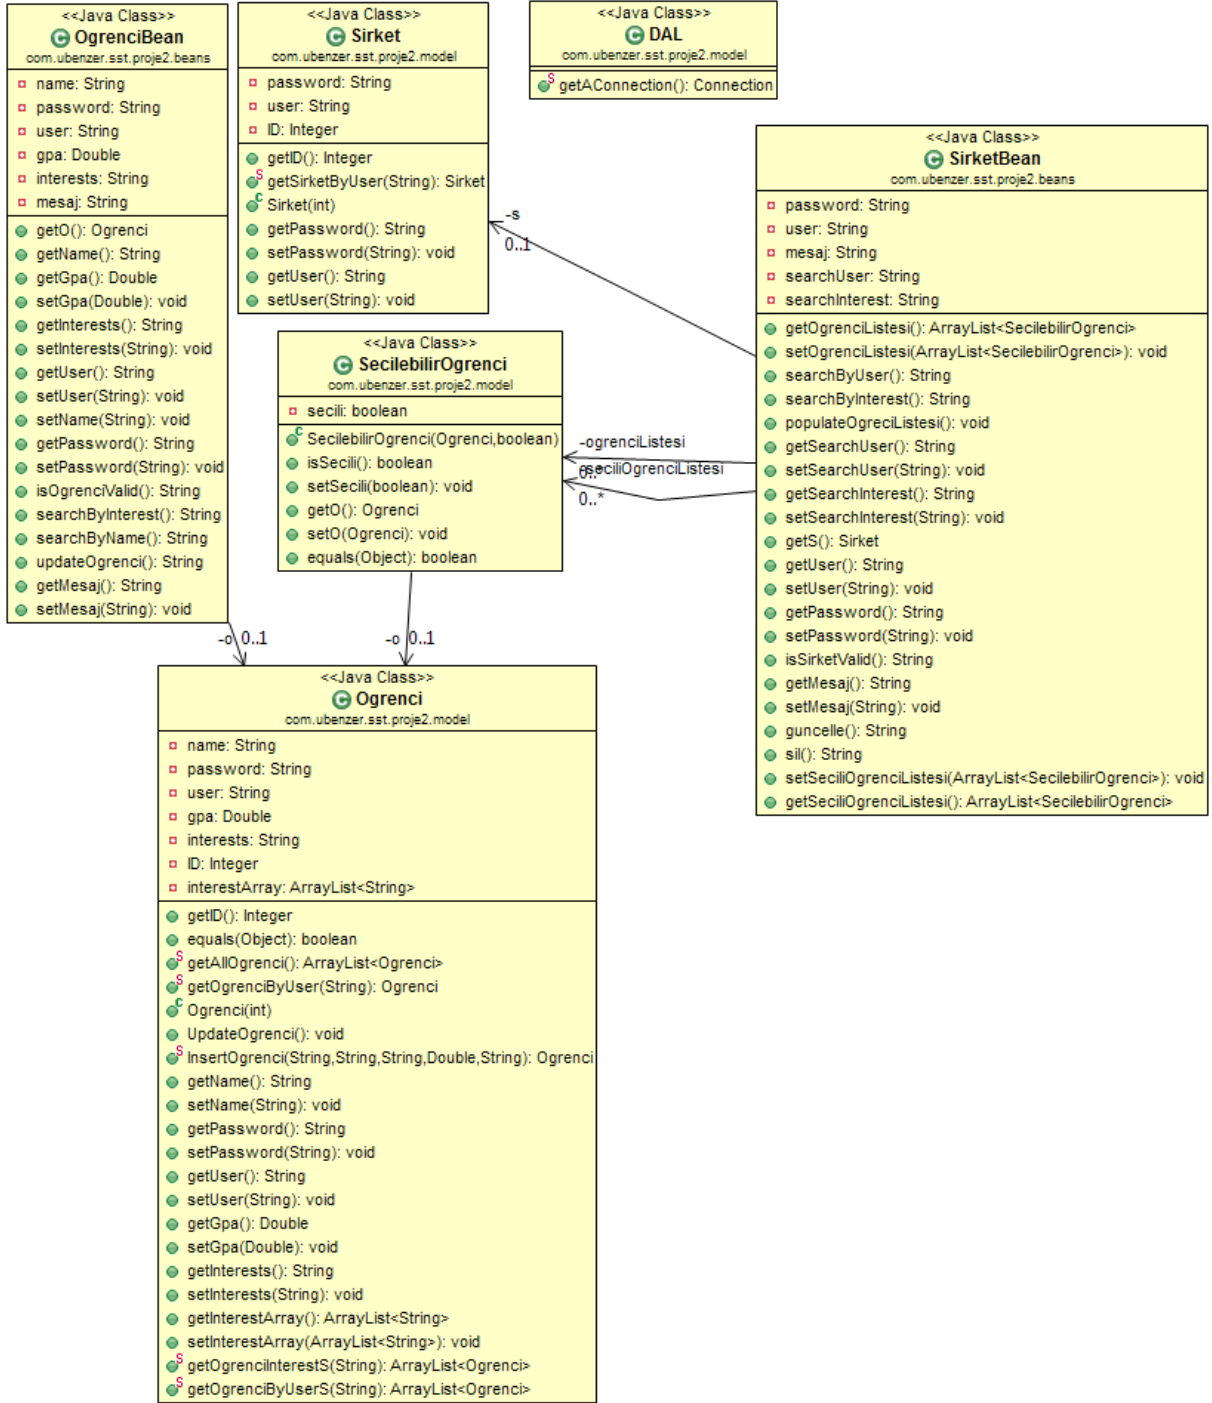 <<Java Class>>
OgrenciBean
com.ubenzer.sst.proje2.beans
name: String
password: String
user: String
gpa: Double
interests: String
mesaj: String
getO(): Ogrenci
getName(): String
getGpa(): Double
setGpa(Double): void
getInterests(): String
setInterests(String): void
getUser(): String
setUser(String): void
setName(String): void
getPassword(): String
setPassword(String): void
isOgrenciValid(): String
searchByInterest(): String
searchByName(): String
updateOgrenci(): String
getMesaj(): String
setMesaj(String): void
<<Java Class>>
Sirket
com.ubenzer.sst.proje2.model
password: String
user: String
ID: Integer
getID(): Integer
getSirketByUser(String): Sirket
Sirket(int)
getPassword(): String
setPassword(String): void
getUser(): String
setUser(String): void
<<Java Class>>
DAL
com.ubenzer.sst.proje2.model
getAConnection(): Connection
<<Java Class>>
SirketBean
com.ubenzer.sst.proje2.beans
password: String
user: String
mesaj: String
searchUser: String
searchInterest: String
getOgrenciListesi(): ArrayList<SecilebilirOgrenci>
setOgrenciListesi(ArrayList<SecilebilirOgrenci>): void
searchByUser(): String
searchByInterest(): String
populateOgreciListesi(): void
getSearchUser(): String
setSearchUser(String): void
getSearchInterest(): String
setSearchInterest(String): void
getS(): Sirket
getUser(): String
setUser(String): void
getPassword(): String
setPassword(String): void
isSirketValid(): String
getMesaj(): String
setMesaj(String): void
guncelle(): String
sil(): String
setSeciliOgrenciListesi(ArrayList<SecilebilirOgrenci>): void
getSeciliOgrenciListesi(): ArrayList<SecilebilirOgrenci>
-s
0..1
<<Java Class>>
SecilebilirOgrenci
com.ubenzer.sst.proje2.model
secili: boolean
SecilebilirOgrenci(Ogrenci,boolean)
isSecili(): boolean
setSecili(boolean): void
getO(): Ogrenci
setO(Ogrenci): void
equals(Object): boolean
-ogrenciListesi
0..*
-seciliOgrenciListesi
0..*
-o 0..1
-o 0..1
<<Java Class>>
Ogrenci
com.ubenzer.sst.proje2.model
name: String
password: String
user: String
gpa: Double
interests: String
ID: Integer
interestArray: ArrayList<String>
getID(): Integer
equals(Object): boolean
getAllOgrenci(): ArrayList<Ogrenci>
getOgrenciByUser(String): Ogrenci
Ogrenci(int)
UpdateOgrenci(): void
InsertOgrenci(String,String,String,Double,String): Ogrenci
getName(): String
setName(String): void
getPassword(): String
setPassword(String): void
getUser(): String
setUser(String): void
getGpa(): Double
setGpa(Double): void
getInterests(): String
setInterests(String): void
getInterestArray(): ArrayList<String>
setInterestArray(ArrayList<String>): void
getOgrenciInterestS(String): ArrayList<Ogrenci>
getOgrenciByUserS(String): ArrayList<Ogrenci>